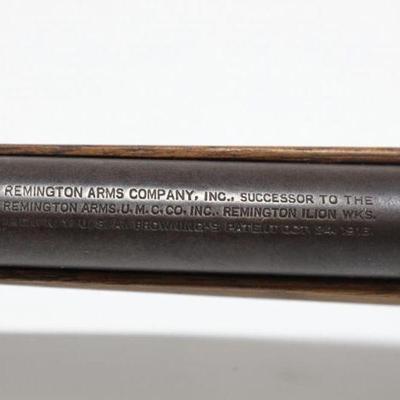 REMINGTON ARMS COMPANY, INC., SUCCESSOR TO THE
REMINGTON ARMS.U.M.C.CO. INC., REMINGTON ILION WKS.
ILION, N.Y. U.S.A. BROWNING'S PATENT OCT. 24, 1916.